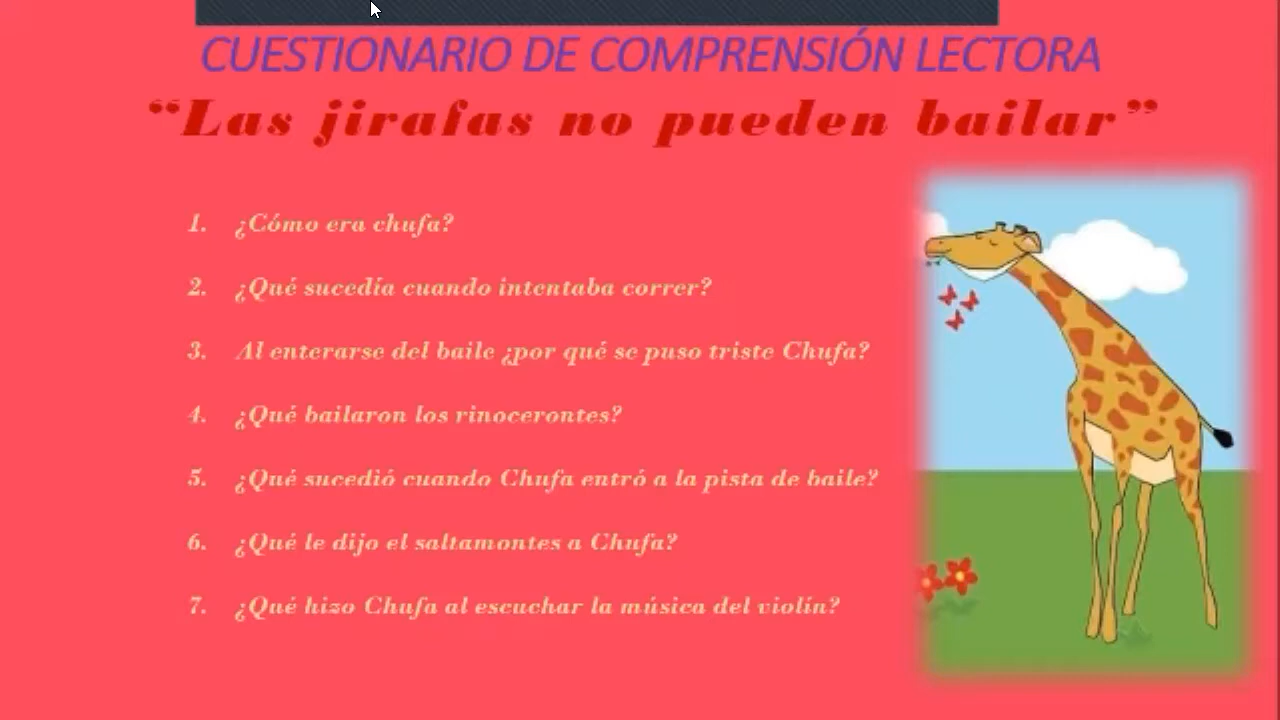 CUESTIONARIO DE COMPRENSIÓN LECTORA
“Las jirafas no pueden bailar”
1. ¿Cómo era chufa?
2. ¿Qué sucedía cuando intentaba correr?
3. Al enterarse del baile ¿por qué se puso triste Chufa?
4. ¿Qué bailaron los rinocerontes?
5. ¿Qué sucedió cuando Chufa entró a la pista de baile?
6. ¿Qué le dijo el saltamontes a Chufa?
7. ¿Qué hizo Chufa al escuchar la música del violín?